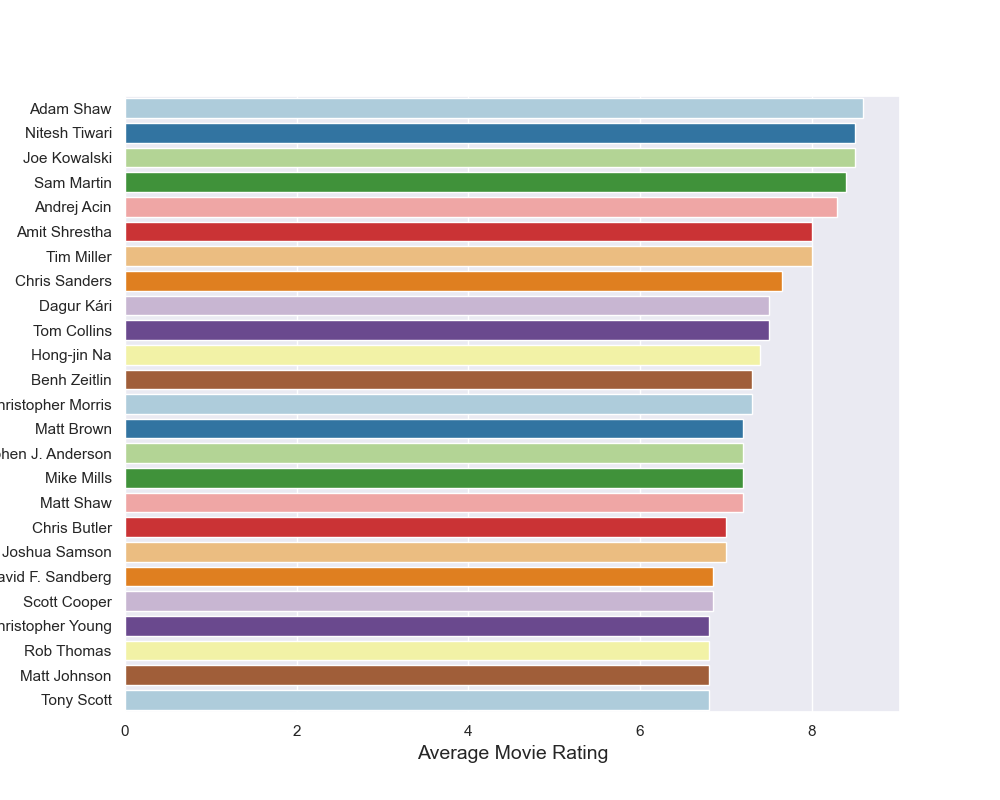 Adam Shaw
Nitesh Tiwari
Joe Kowalski
Sam Martin
Andrej Acin
Amit Shrestha
Tim Miller
Chris Sanders
Dagur Kári
Tom Collins
Hong-jin Na
Benh Zeitlin
hristopher Morris
Matt Brown
hen J. Anderson
Mike Mills
Matt Shaw
Chris Butler
Joshua Samson
avid F. Sandberg
Scott Cooper
hristopher Young
Rob Thomas
Matt Johnson
Tony Scott
0 2 4 6 8
Average Movie Rating